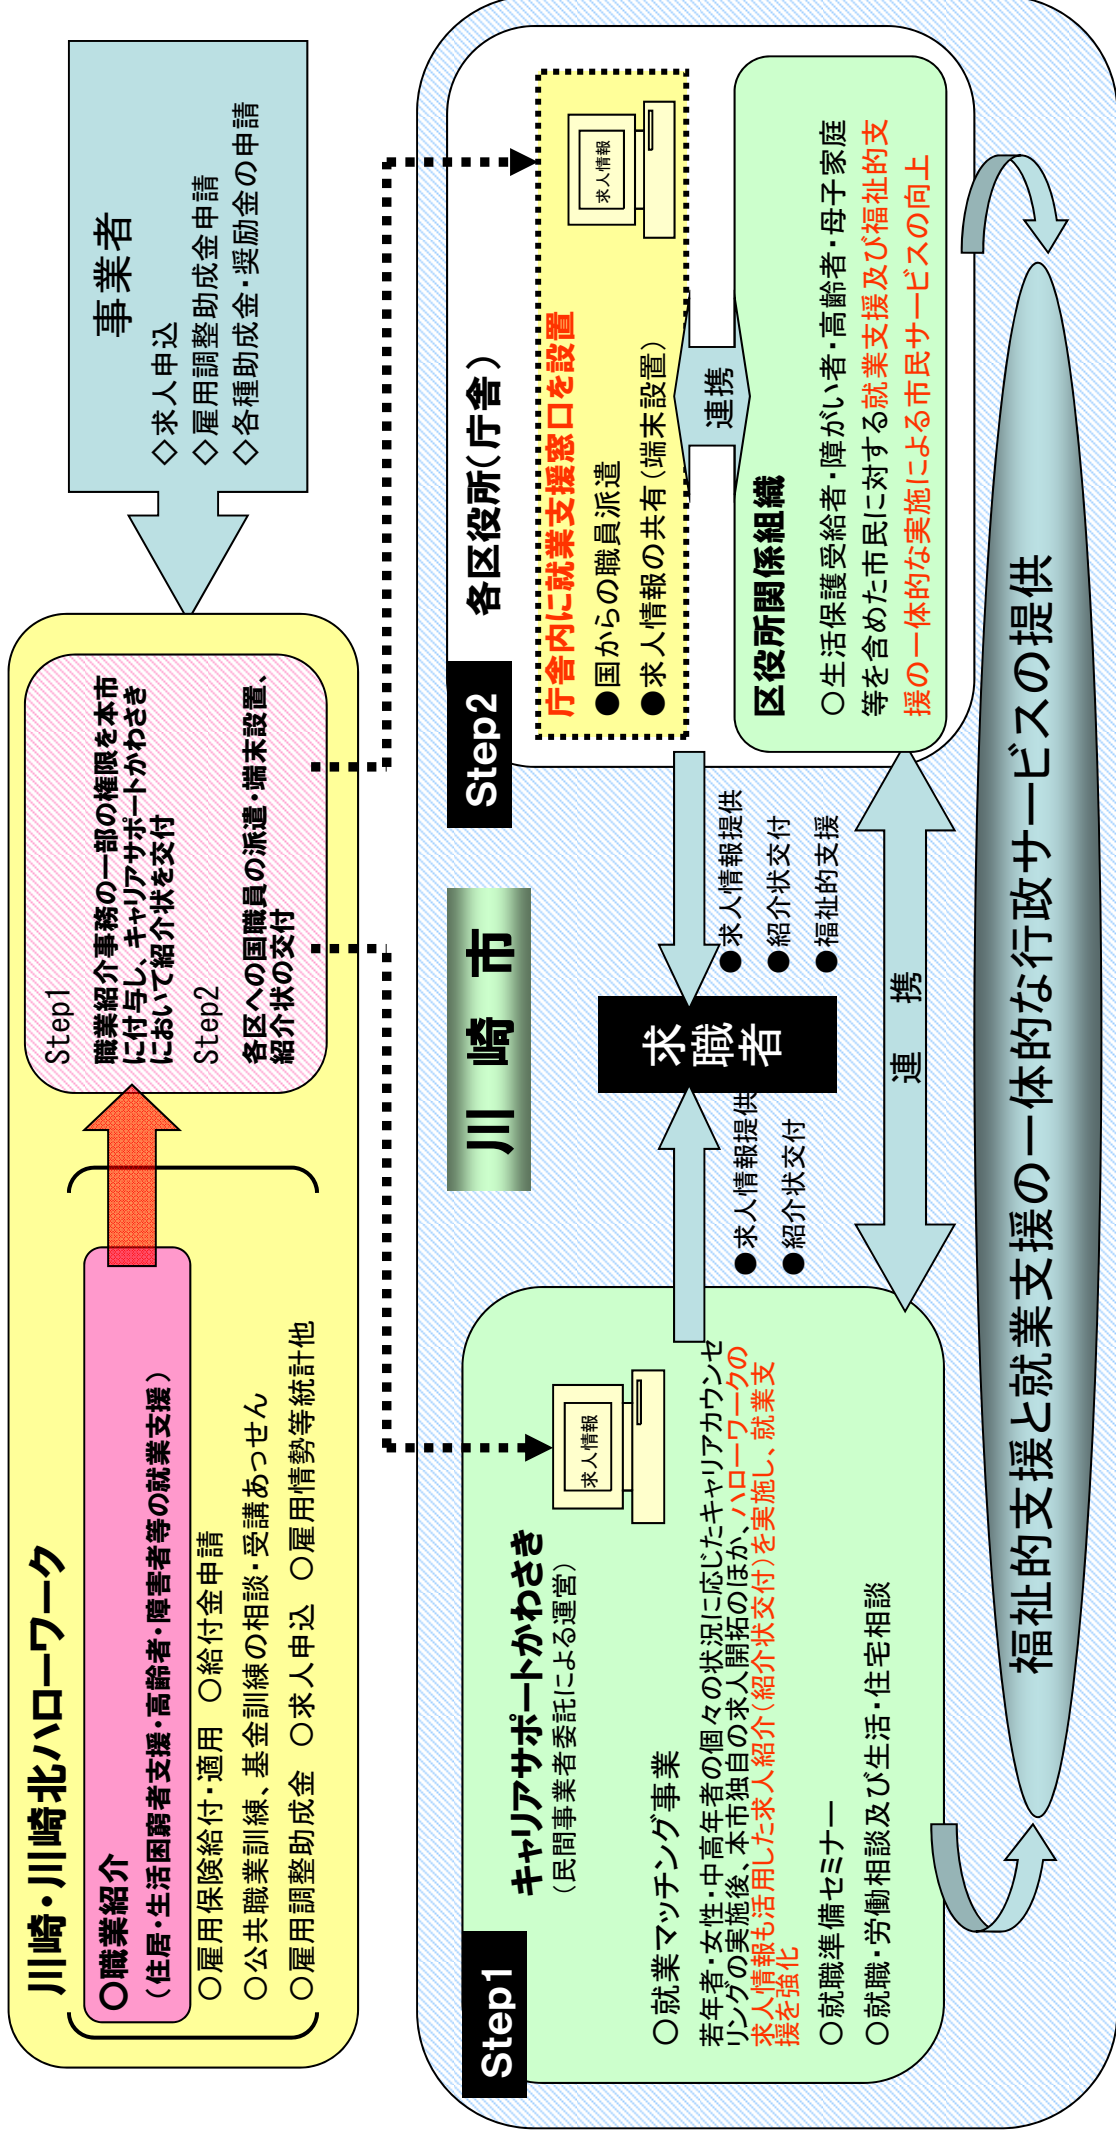 川崎・川崎北ハローワーク
〇職業紹介
（住居・生活困窮者支援・高齢者・障害者等の就業支援）
〇雇用保険給付・適用　〇給付金申請
〇公共職業訓練、基金訓練の相談・受講あっせん
〇雇用調整助成金　〇求人申込　〇雇用情勢等統計他
Step1
職業紹介事務の一部の権限を本市
に付与し、キャリアサポートかわさき
において紹介状を交付
Step2
各区への国職員の派遣・端末設置、
紹介状の交付
事業者
◇求人申込
◇雇用調整助成金申請
◇各種助成金・奨励金の申請
川崎市
Step1
キャリアサポートかわさき
（民間事業者委託による運営）
求人情報
〇就業マッチング事業
若年者・女性・中高年者の個々の状況に応じたキャリアカウンセ
リングの実施後、本市独自の求人開拓のほか、ハローワークの
求人情報も活用した求人紹介（紹介状交付）を実施し、就業支
援を強化
〇就職準備セミナー
〇就職・労働相談及び生活・住宅相談
●求人情報提供
●紹介状交付
求職者
●求人情報提供
●紹介状交付
●福祉的支援
連携
Step2
各区役所（庁舎）
庁舎内に就業支援窓口を設置
●国からの職員派遣
●求人情報の共有（端末設置）
求人情報
連携
区役所関係組織
〇生活保護受給者・障がい者・高齢者・母子家庭
等を含めた市民に対する就業支援及び福祉的支
援の一体的な実施による市民サービスの向上
福祉的支援と就業支援の一体的な行政サービスの提供